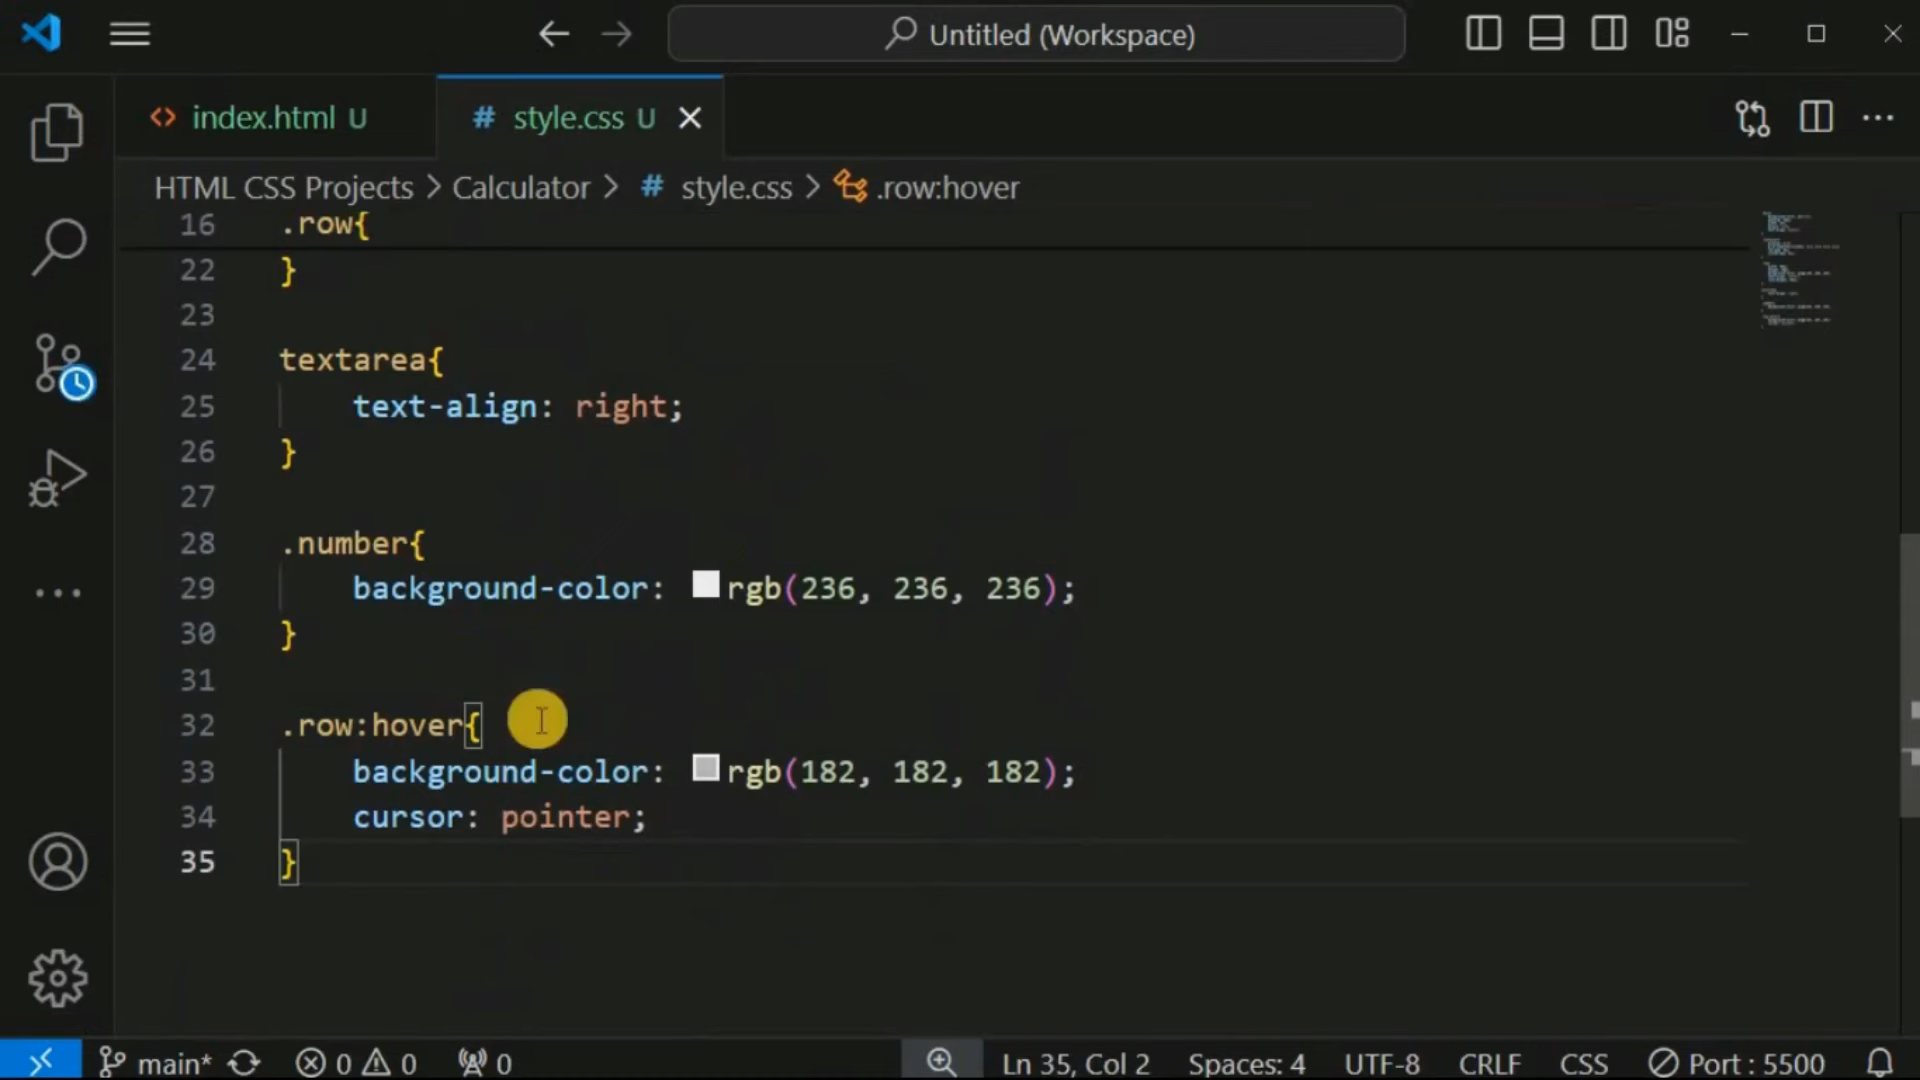 Untitled (Workspace)
index.html U
style.css U
HTML CSS Projects > Calculator > # style.css > .row:hover
16 .row{
22 }
23
24 textarea{
25 text-align: right;
26 }
27
28 .number{
29 background-color: rgb(236, 236, 236);
30 }
31
32 .row:hover{
33 background-color: rgb(182, 182, 182);
34 cursor: pointer;
35 }
main* 0 0 0 Ln 35, Col 2 Spaces: 4 UTF-8 CRLF CSS Port : 5500